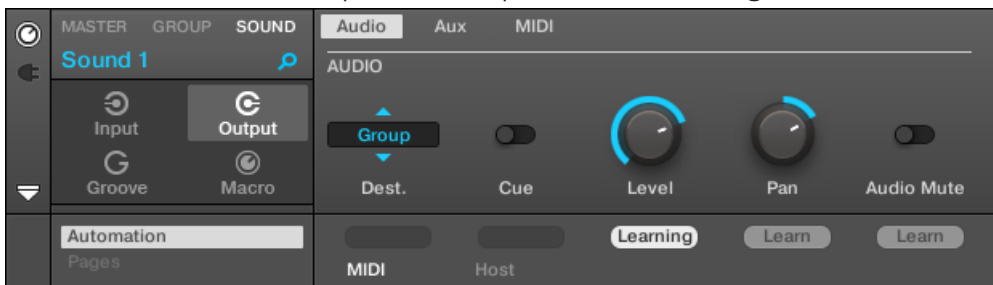 MASTER GROUP SOUND
Sound 1
Input Output
Groove Macro
Automation
Pages
Audio Aux MIDI
AUDIO
Group
Dest. Cue Level Pan Audio Mute
Learning Learn Learn
MIDI Host